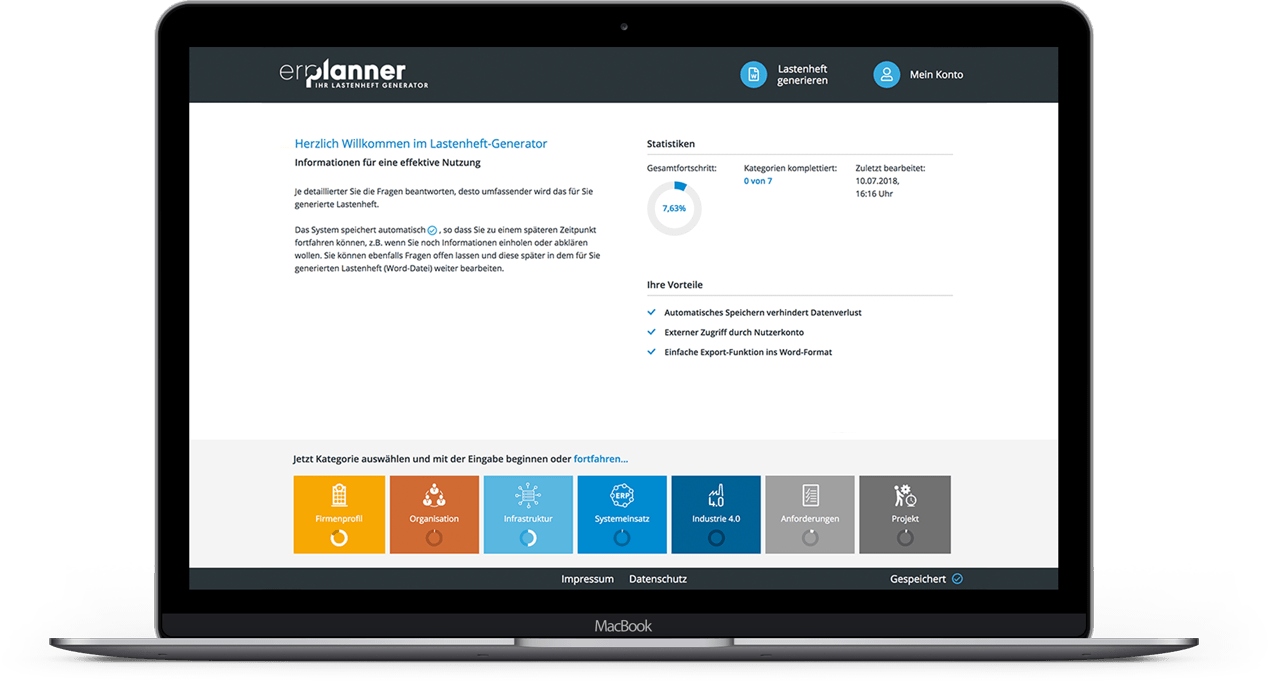 erplanner
IHR LASTENHEFT GENERATOR
Lastenheft
generieren
Mein Konto
Herzlich Willkommen im Lastenheft-Generator
Informationen für eine effektive Nutzung
Je detaillierter Sie die Fragen beantworten, desto umfassender wird das für Sie
generierte Lastenheft.
Das System speichert automatisch , so dass Sie zu einem späteren Zeitpunkt
fortfahren können, z.B. wenn Sie noch Informationen einholen oder abklären
wollen. Sie können ebenfalls Fragen offen lassen und diese später in dem für Sie
generierten Lastenheft (Word-Datei) weiter bearbeiten.
Statistiken
Gesamtfortschritt:
7,63%
Kategorien komplettiert:
0 von 7
Zuletzt bearbeitet:
10.07.2018,
16:16 Uhr
Ihre Vorteile
Automatisches Speichern verhindert Datenverlust
Externer Zugriff durch Nutzerkonto
Einfache Export-Funktion ins Word-Format
Jetzt Kategorie auswählen und mit der Eingabe beginnen oder fortfahren...
Firmenprofil
Organisation
Infrastruktur
ERP
Systemeinsatz
4.0
Industrie 4.0
Anforderungen
Projekt
Impressum
Datenschutz
Gespeichert
MacBook